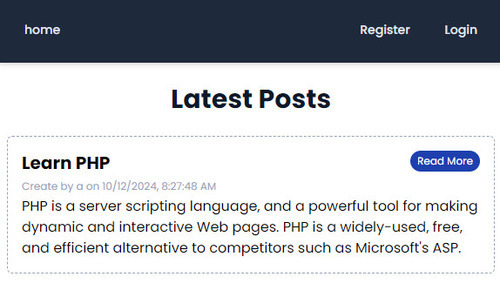 home Register Login
Latest Posts
Learn PHP Read More
Create by a on 10/12/2024, 8:27:48 AM
PHP is a server scripting language, and a powerful tool for making
dynamic and interactive Web pages. PHP is a widely-used, free,
and efficient alternative to competitors such as Microsoft's ASP.